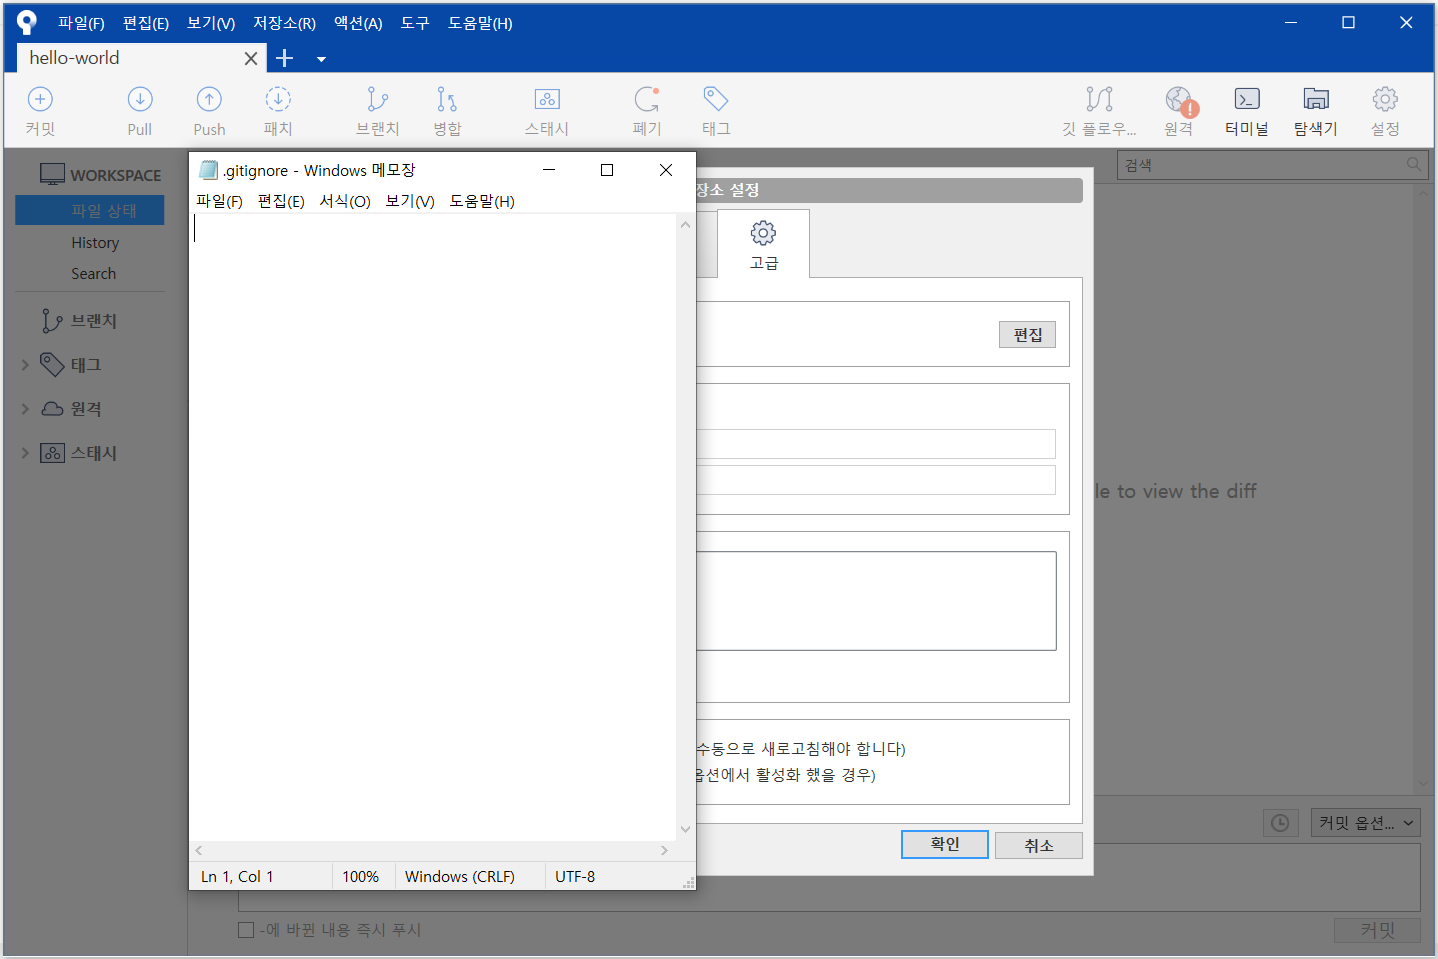 파일(F) 편집(E) 보기(V) 저장소(R) 액션(A) 도구 도움말(H)
hello-world
커밋 Pull Push 패치 브랜치 병합 스태시 폐기 태그 깃 플로우... 원격 터미널 탐색기 설정
WORKSPACE
파일 상태
History
Search
브랜치
태그
원격
스태시
.gitignore - Windows 메모장
파일(F) 편집(E) 서식(O) 보기(V) 도움말(H)
Ln 1, Col 1 100% Windows (CRLF) UTF-8
장소 설정
고급
편집
수동으로 새로고침해야 합니다)
옵션에서 활성화 했을 경우)
확인 취소
검색
le to view the diff
커밋 옵션...
-에 바뀐 내용 즉시 푸시
커밋